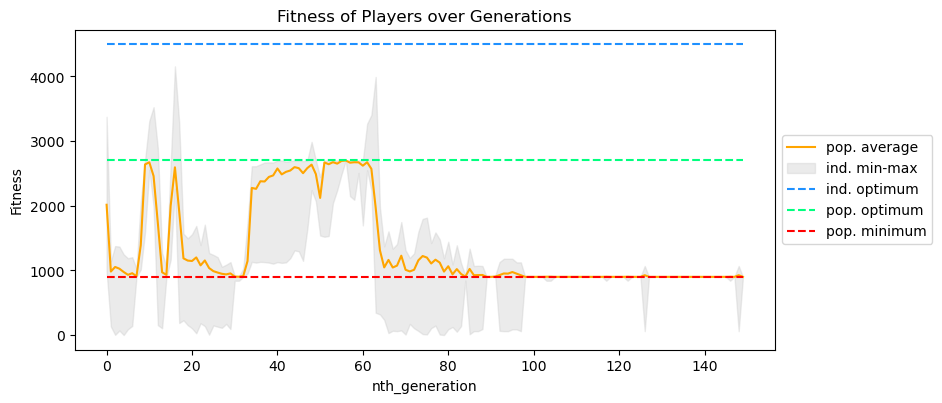 Fitness of Players over Generations
Fitness
4000
3000
2000
1000
0
0 20 40 60 80 100 120 140
nth_generation
pop. average
ind. min-max
ind. optimum
pop. optimum
pop. minimum